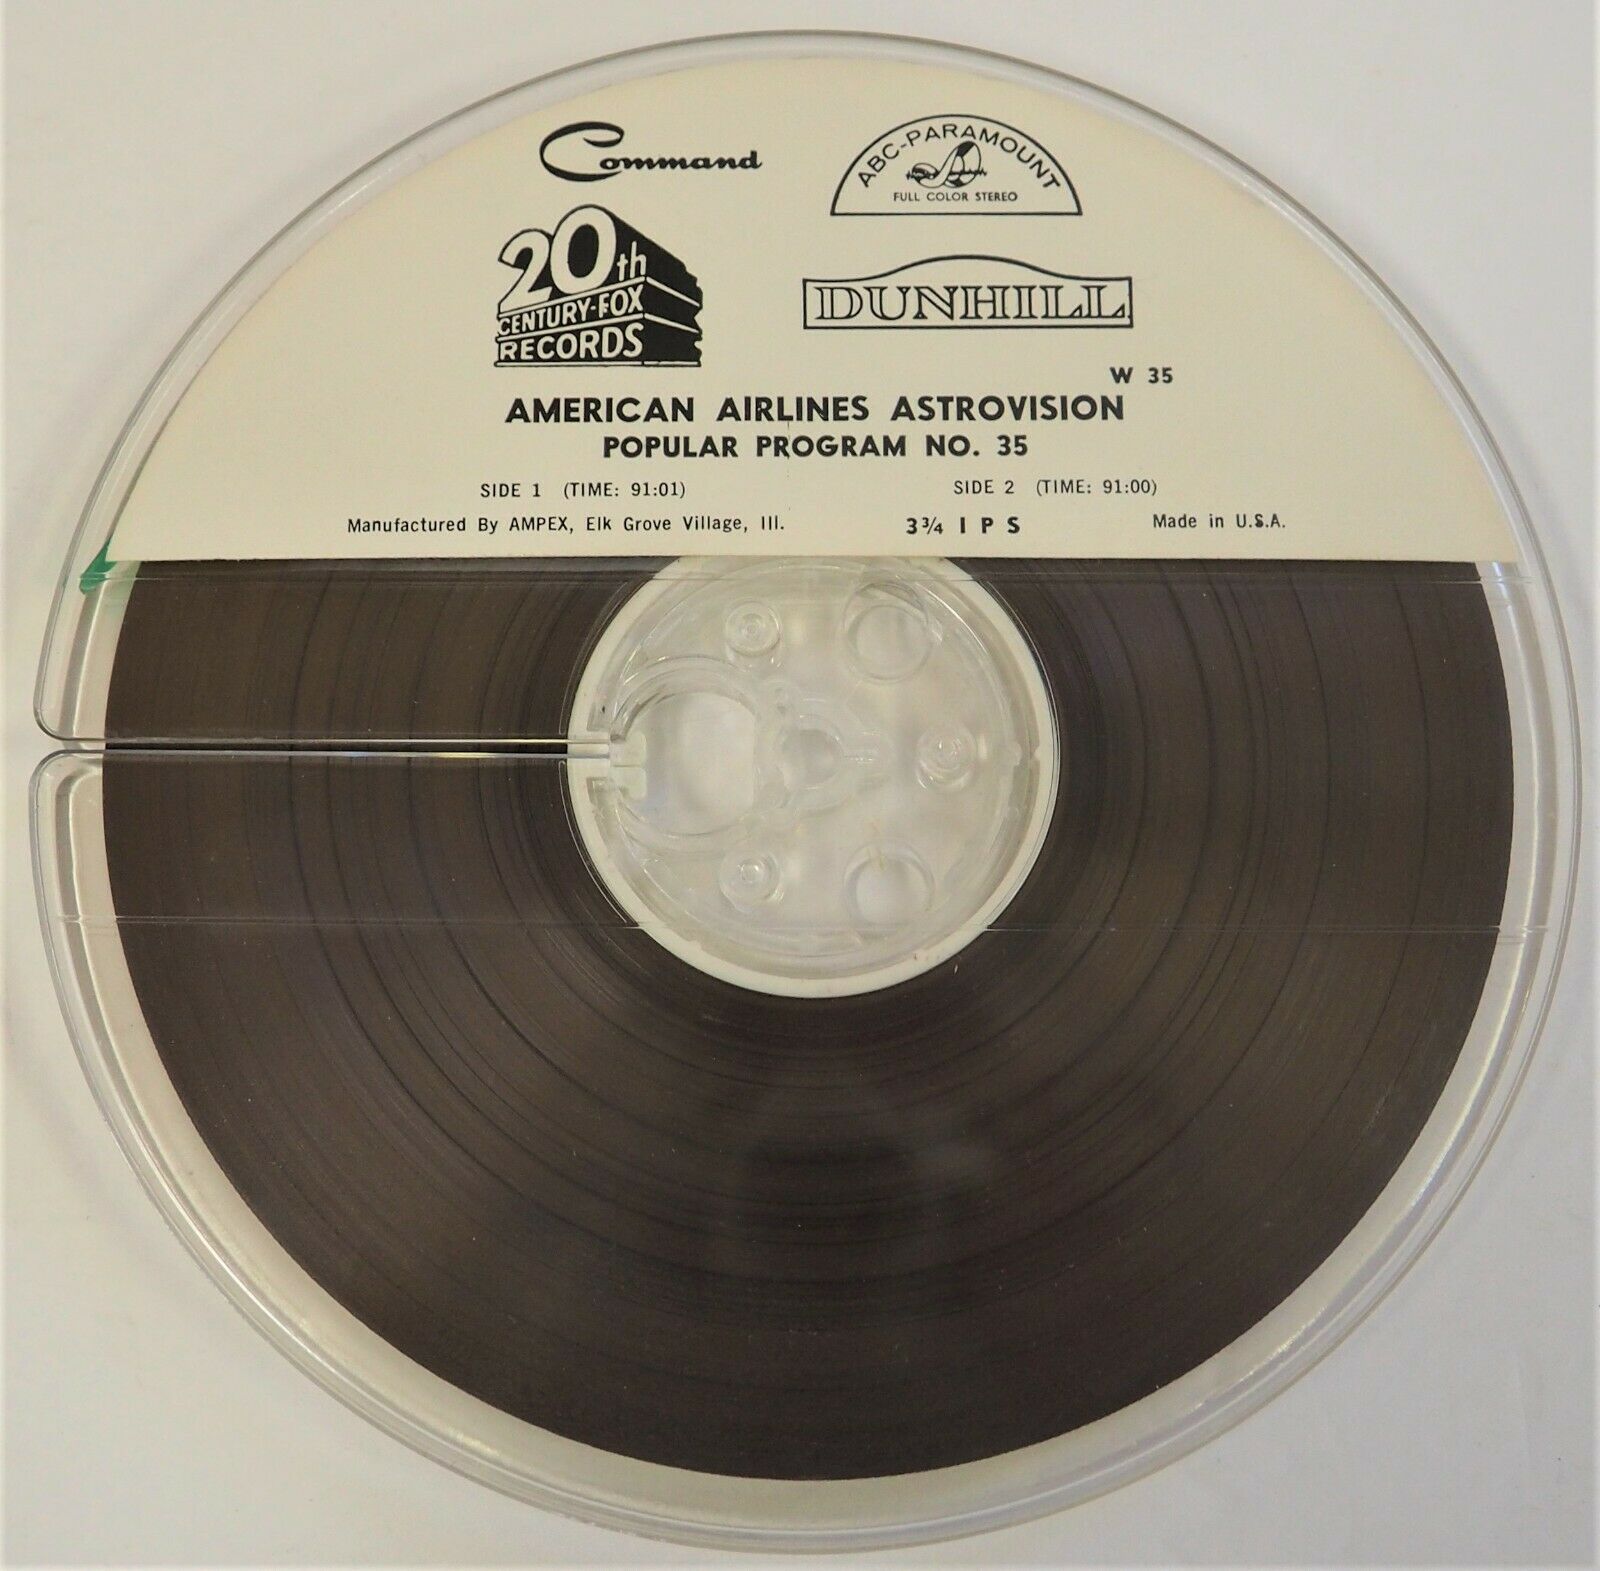 Command
ABC-PARAMOUNT
FULL COLOR STEREO
20th
CENTURY-FOX
RECORDS
DUNHILL
W 35
AMERICAN AIRLINES ASTROVISION
POPULAR PROGRAM NO. 35
SIDE 1 (TIME: 91:01) SIDE 2 (TIME: 91:00)
Manufactured By AMPEX, Elk Grove Village, Ill. 3¾ I P S Made in U.S.A.